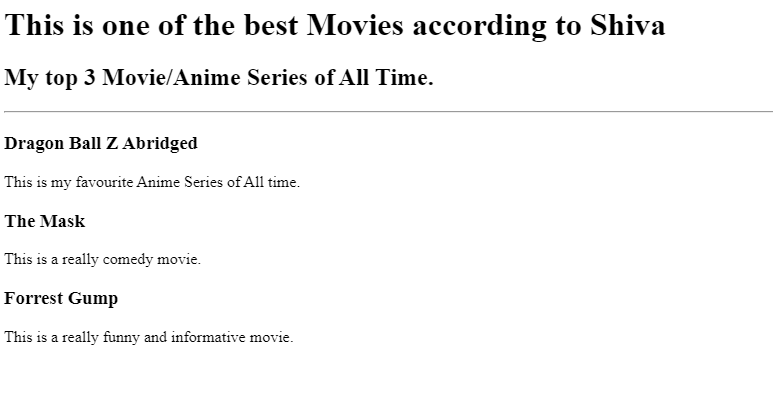 This is one of the best Movies according to Shiva
My top 3 Movie/Anime Series of All Time.
Dragon Ball Z Abridged
This is my favourite Anime Series of All time.
The Mask
This is a really comedy movie.
Forrest Gump
This is a really funny and informative movie.